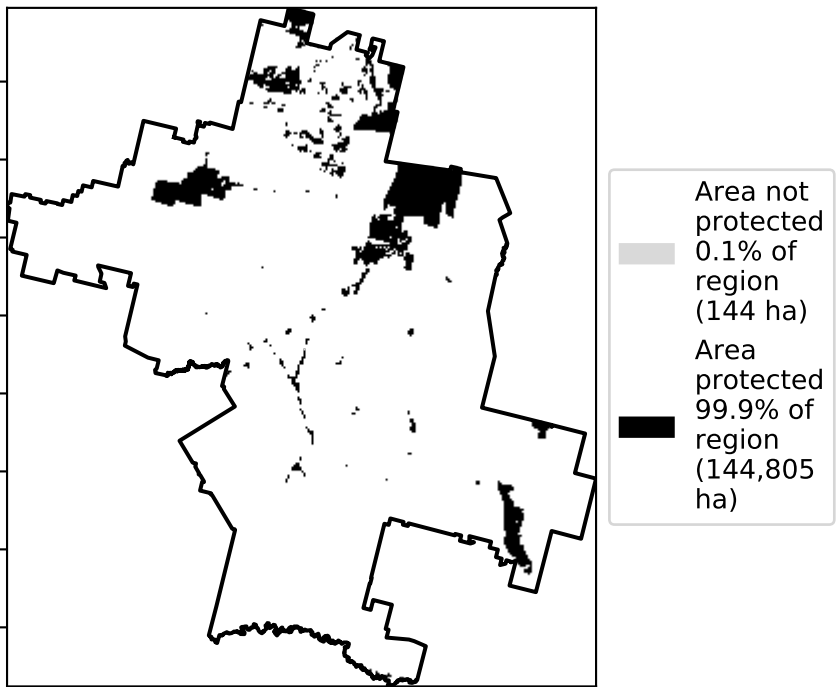 Area not
protected
0.1% of
region
(144 ha)
Area
protected
99.9% of
region
(144,805
ha)